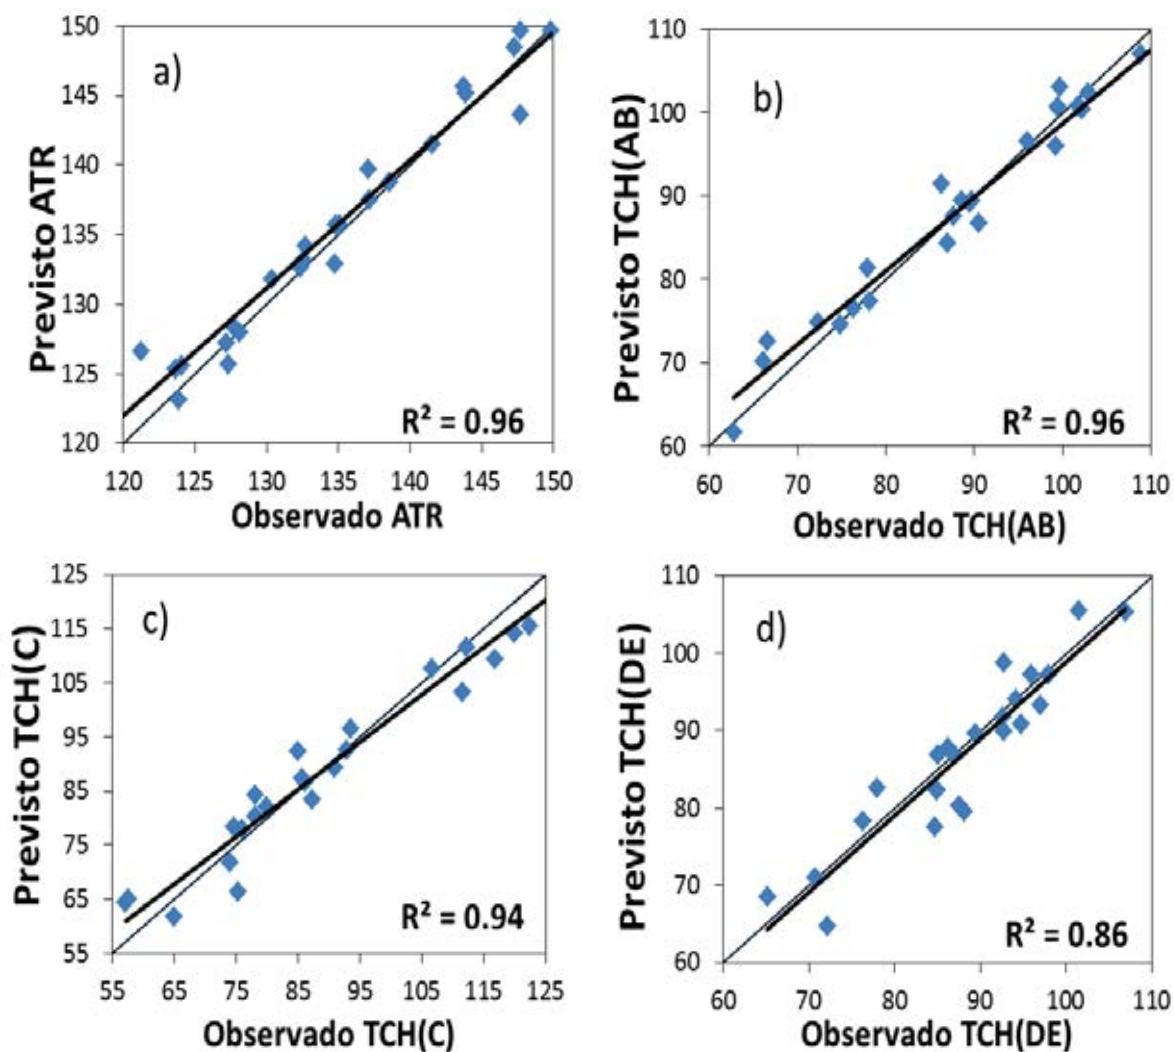 a)
Previsto ATR
150
145
140
135
130
125
120
R² = 0.96
120 125 130 135 140 145 150
Observado ATR
b)
Previsto TCH(AB)
110
100
90
80
70
60
R² = 0.96
60 70 80 90 100 110
Observado TCH(AB)
c)
Previsto TCH(C)
125
115
105
95
85
75
65
55
R² = 0.94
55 65 75 85 95 105 115 125
Observado TCH(C)
d)
Previsto TCH(DE)
110
100
90
80
70
60
R² = 0.86
60 70 80 90 100 110
Observado TCH(DE)